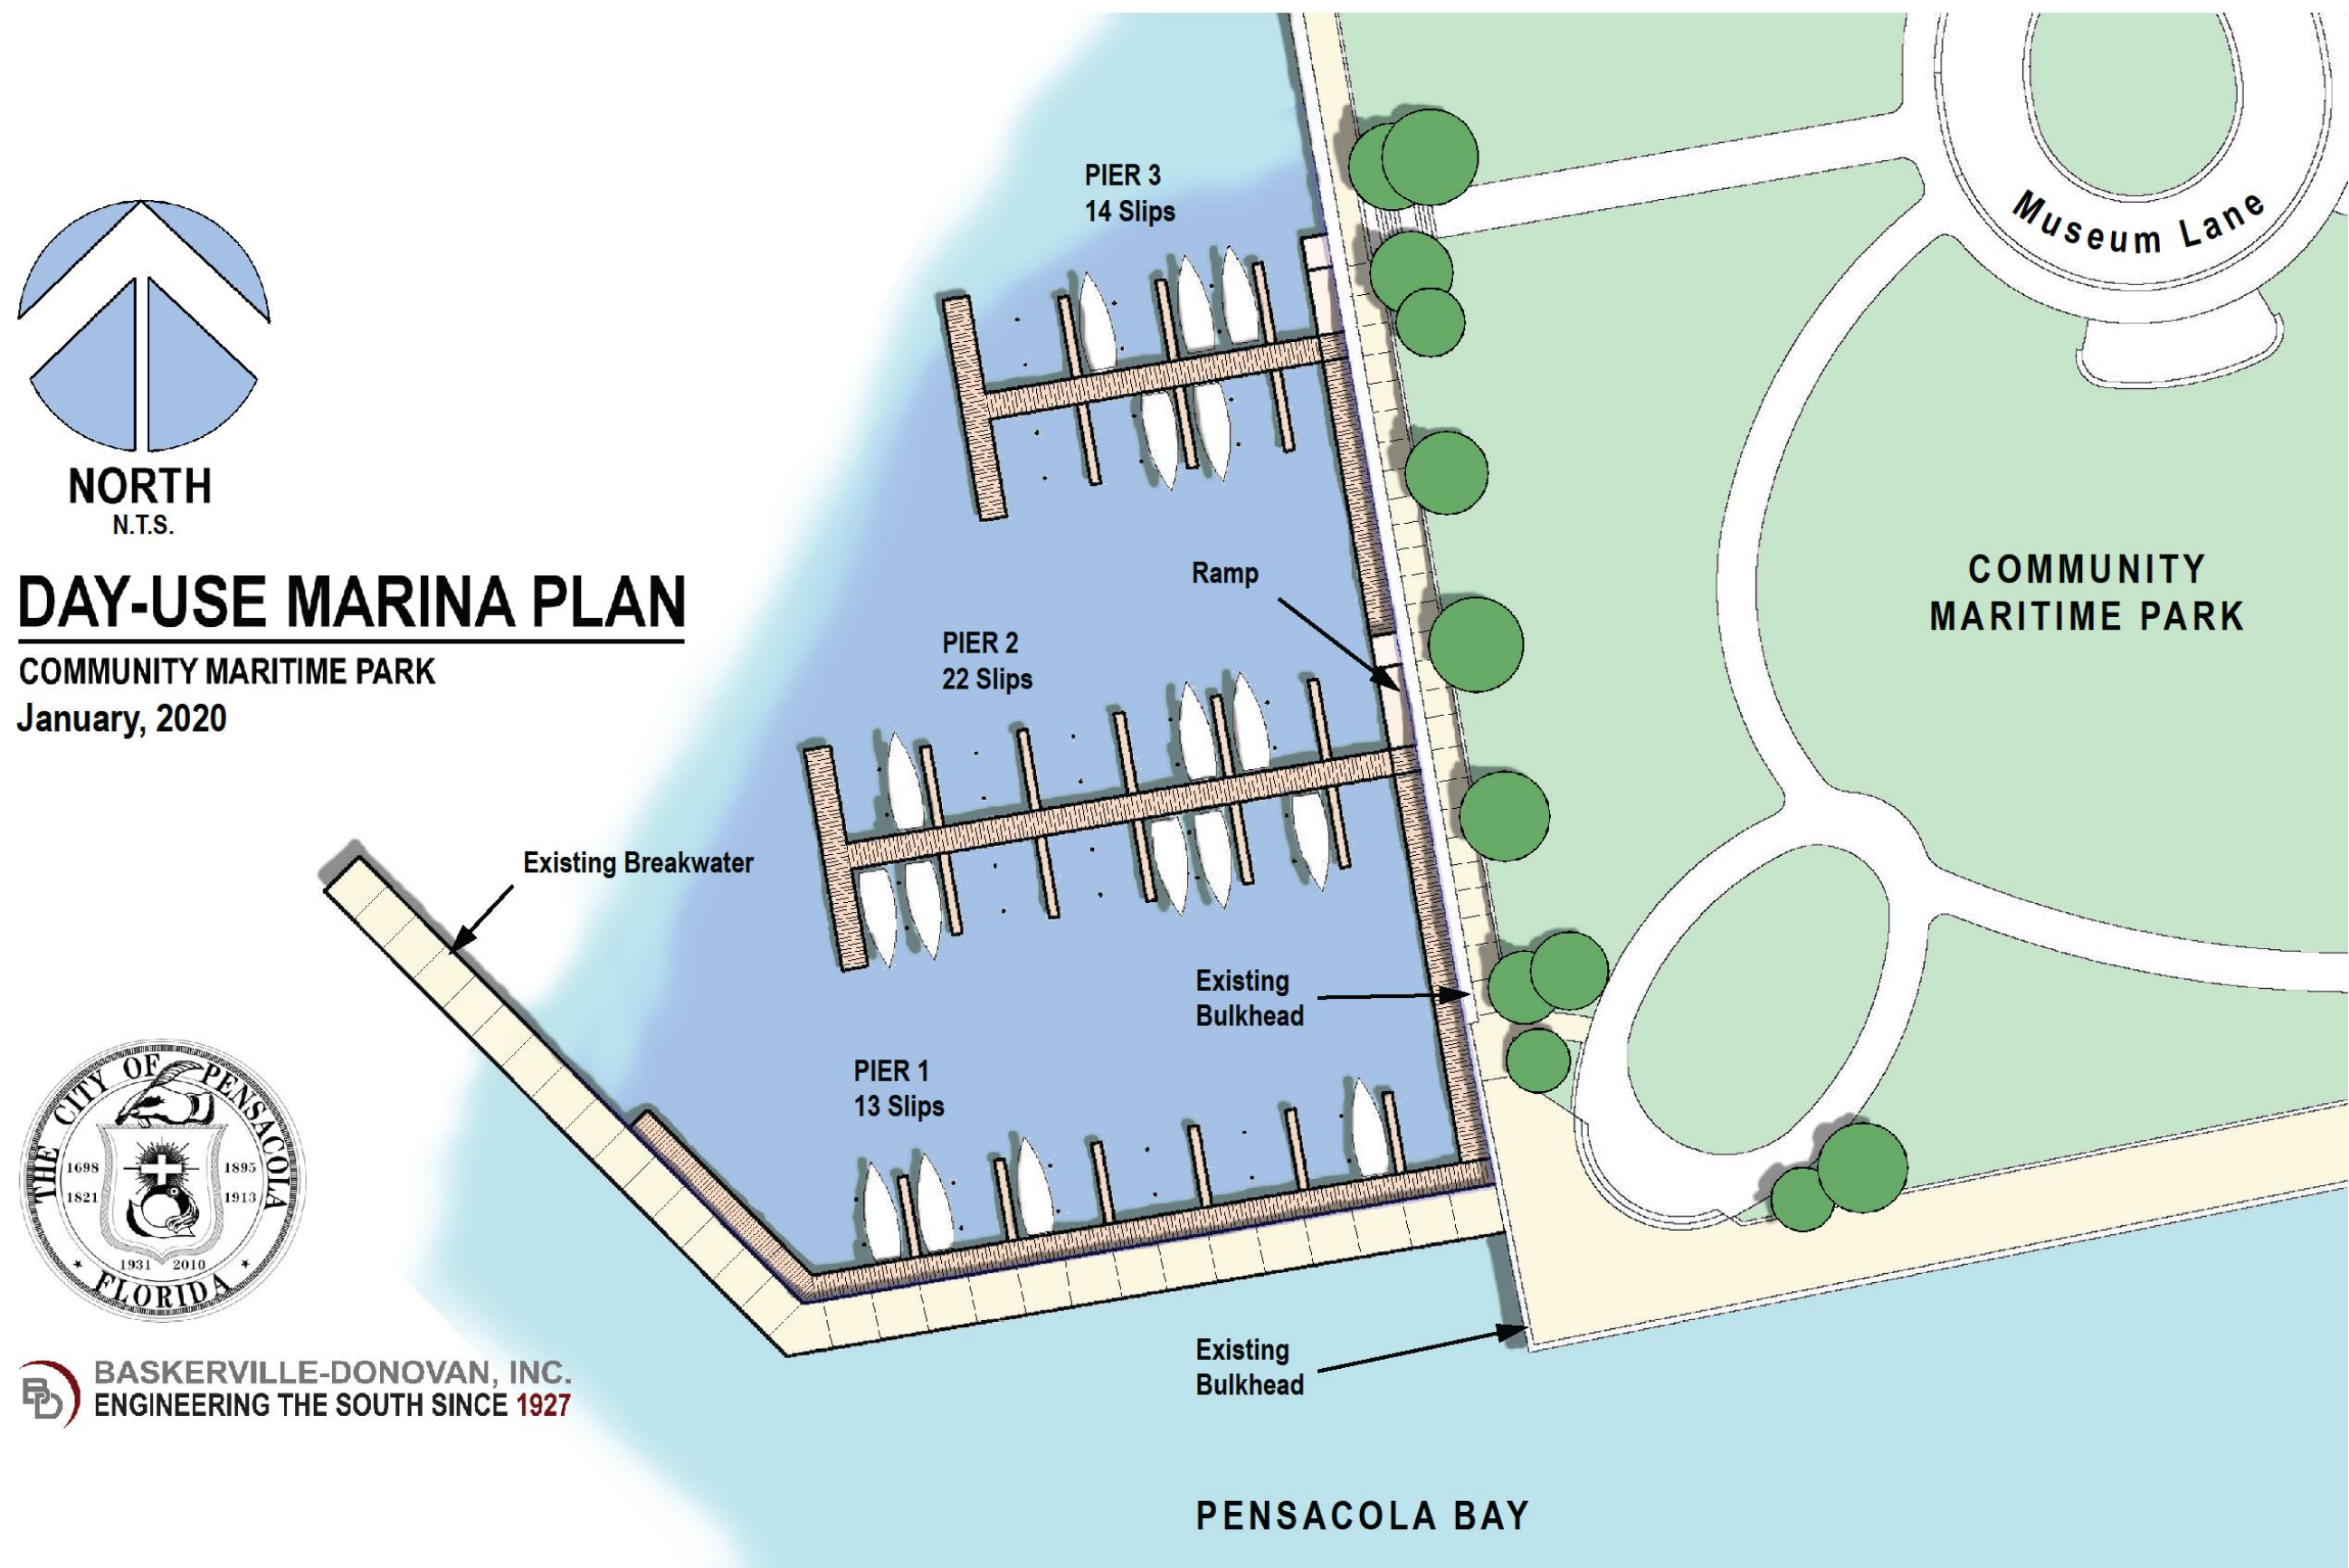 NORTH
N.T.S.
DAY-USE MARINA PLAN
COMMUNITY MARITIME PARK
January, 2020
PIER 3
14 Slips
Museum Lane
COMMUNITY
MARITIME PARK
Ramp
PIER 2
22 Slips
Existing Breakwater
Existing
Bulkhead
PIER 1
13 Slips
THE CITY OF PENSACOLA
1698 1895
1821 1913
1931 2010
★ FLORIDA ★
BD
BASKERVILLE-DONOVAN, INC.
ENGINEERING THE SOUTH SINCE 1927
Existing
Bulkhead
PENSACOLA BAY